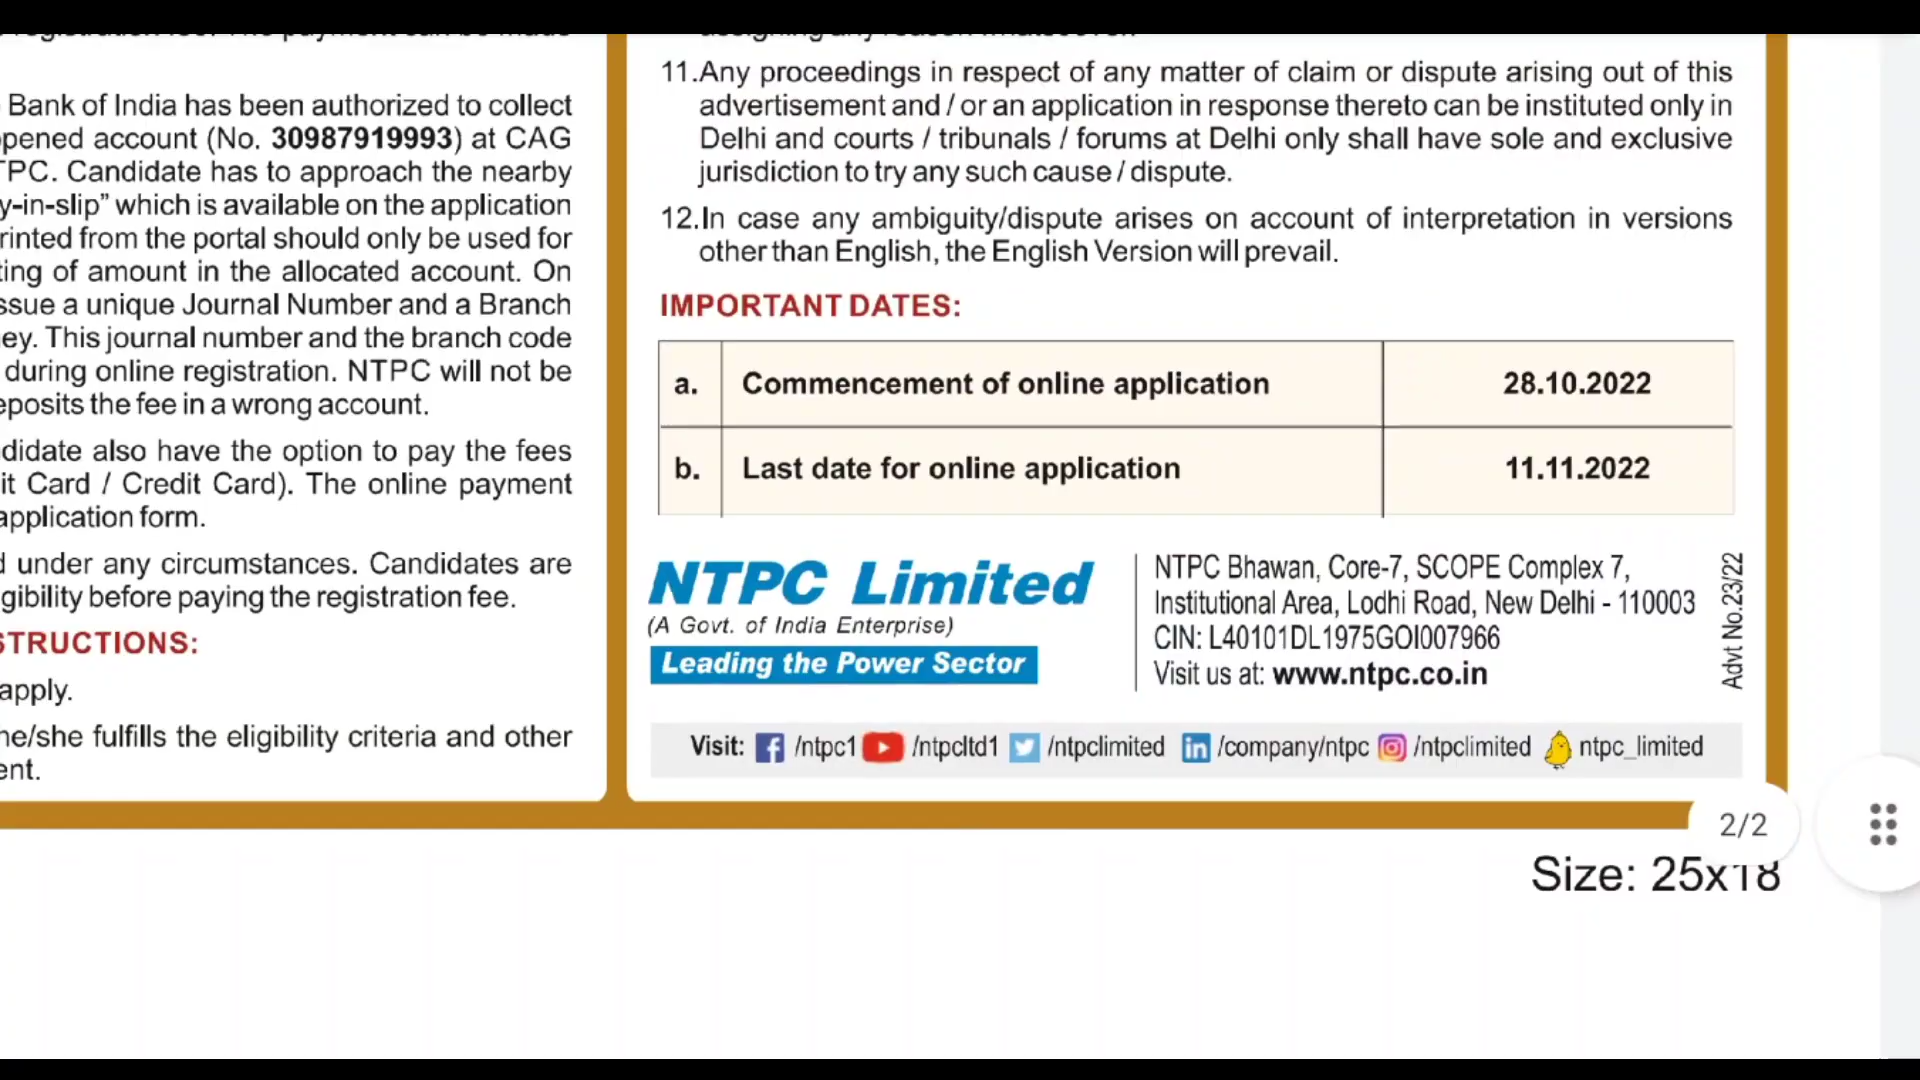 Bank of India has been authorized to collect
opened account (No. 30987919993) at CAG
TPC. Candidate has to approach the nearby
y-in-slip" which is available on the application
rinted from the portal should only be used for
ting of amount in the allocated account. On
ssue a unique Journal Number and a Branch
ey. This journal number and the branch code
during online registration. NTPC will not be
eposits the fee in a wrong account.
didate also have the option to pay the fees
it Card / Credit Card). The online payment
application form.
d under any circumstances. Candidates are
gibility before paying the registration fee.
STRUCTIONS:
apply.
he/she fulfills the eligibility criteria and other
ent.
11.Any proceedings in respect of any matter of claim or dispute arising out of this
advertisement and / or an application in response thereto can be instituted only in
Delhi and courts / tribunals / forums at Delhi only shall have sole and exclusive
jurisdiction to try any such cause / dispute.
12.In case any ambiguity/dispute arises on account of interpretation in versions
other than English, the English Version will prevail.
IMPORTANT DATES:
a. Commencement of online application 28.10.2022
b. Last date for online application 11.11.2022
NTPC Limited
(A Govt. of India Enterprise)
Leading the Power Sector
NTPC Bhawan, Core-7, SCOPE Complex 7,
Institutional Area, Lodhi Road, New Delhi - 110003
CIN: L40101DL1975GOI007966
Visit us at: www.ntpc.co.in
Advt No.23/22
Visit: /ntpc1 /ntpcltd1 /ntpclimited /company/ntpc /ntpclimited ntpc_limited
2/2
Size: 25x18